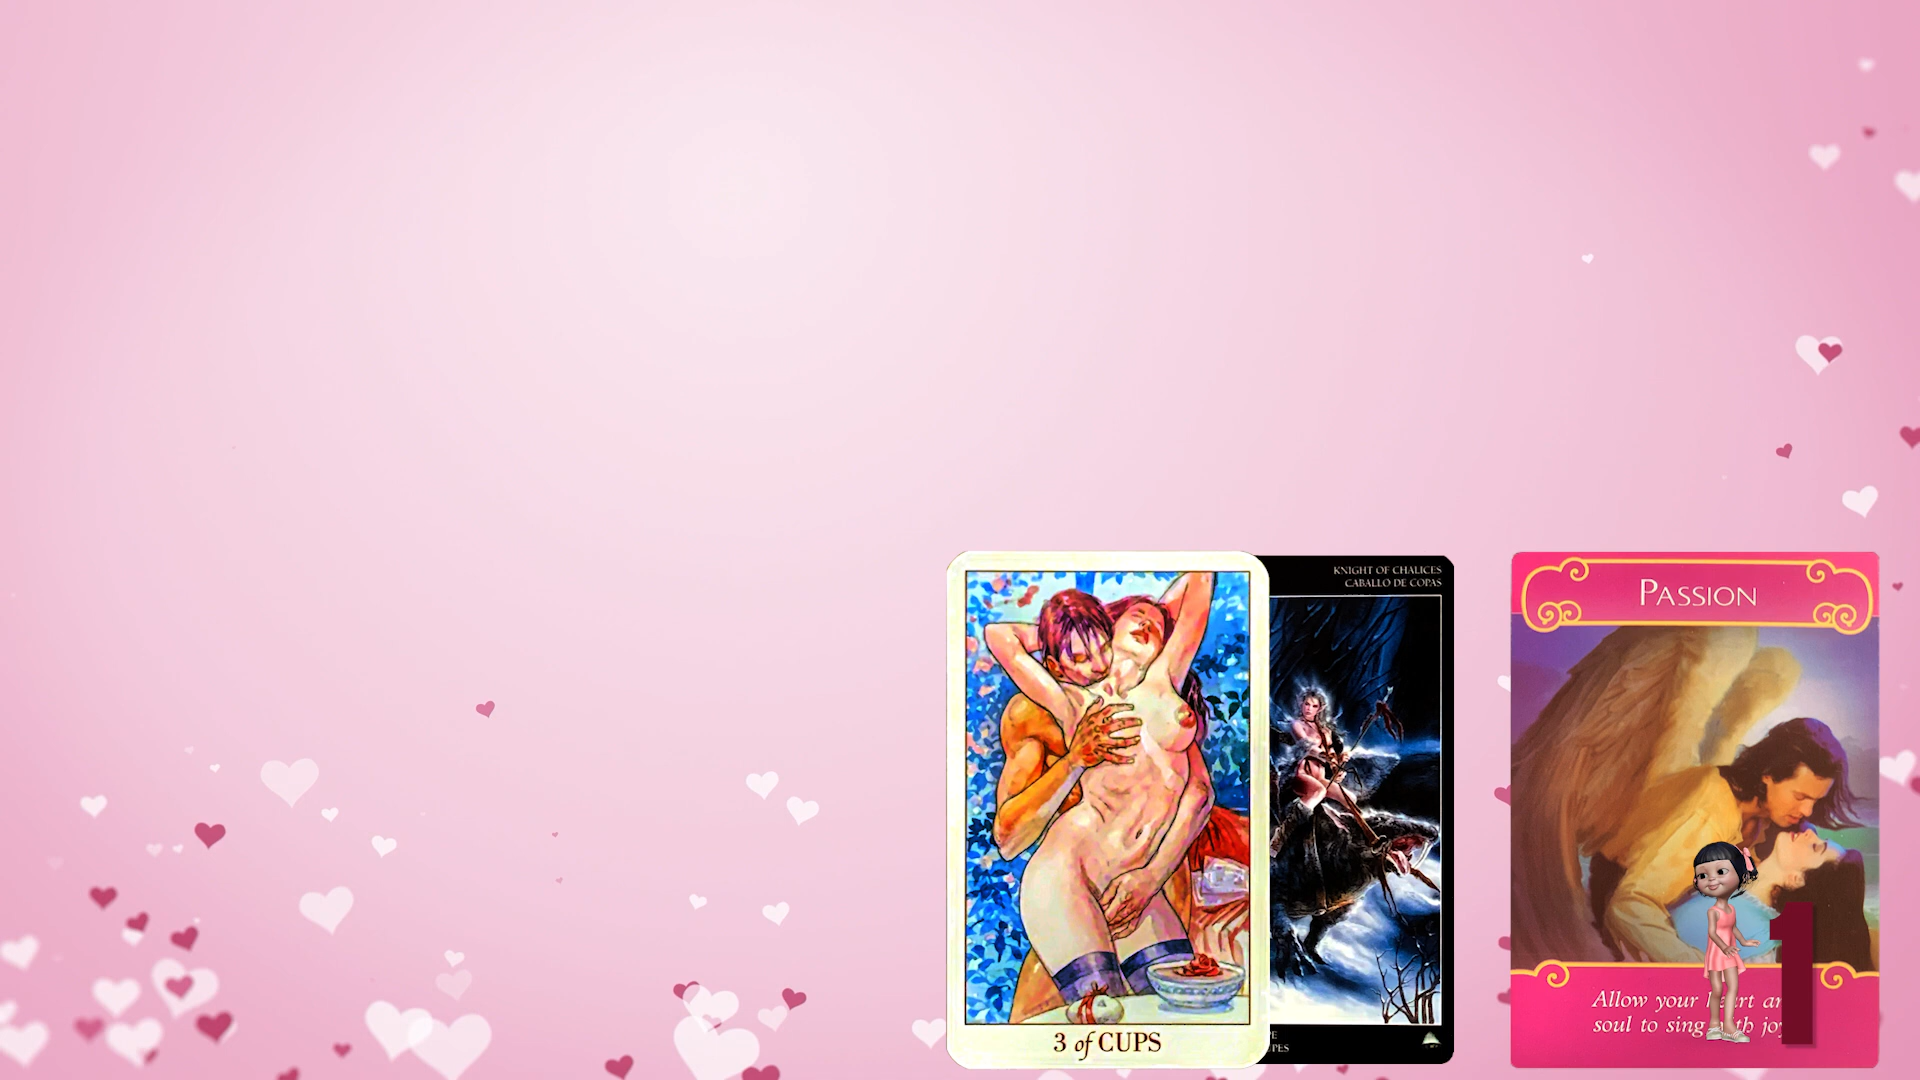 KNIGHT OF CHALICES
CABALLO DE COPAS
PASSION
Allow your
soul to sing
3 of CUPS
1